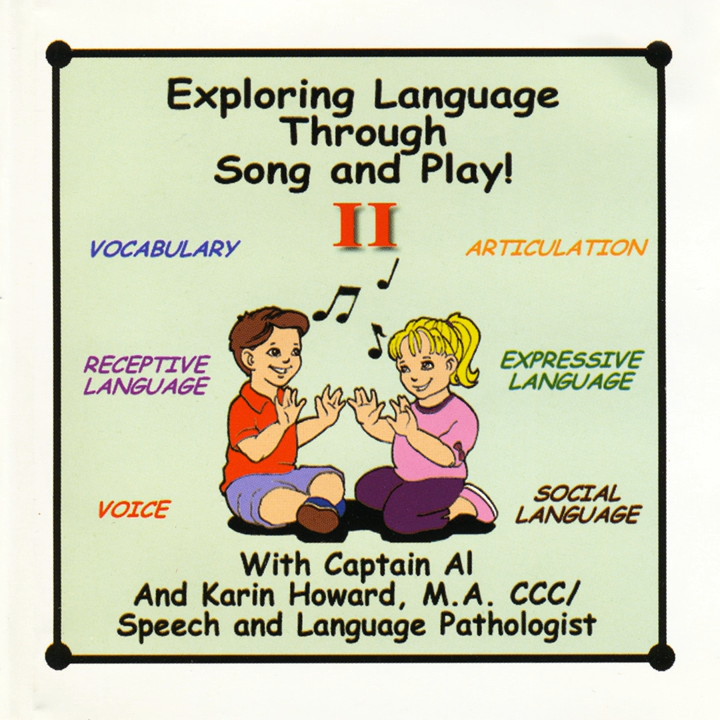 Exploring Language
Through
Song and Play!
II
VOCABULARY
ARTICULATION
RECEPTIVE
LANGUAGE
EXPRESSIVE
LANGUAGE
VOICE
SOCIAL
LANGUAGE
With Captain Al
And Karin Howard, M.A. CCC/
Speech and Language Pathologist